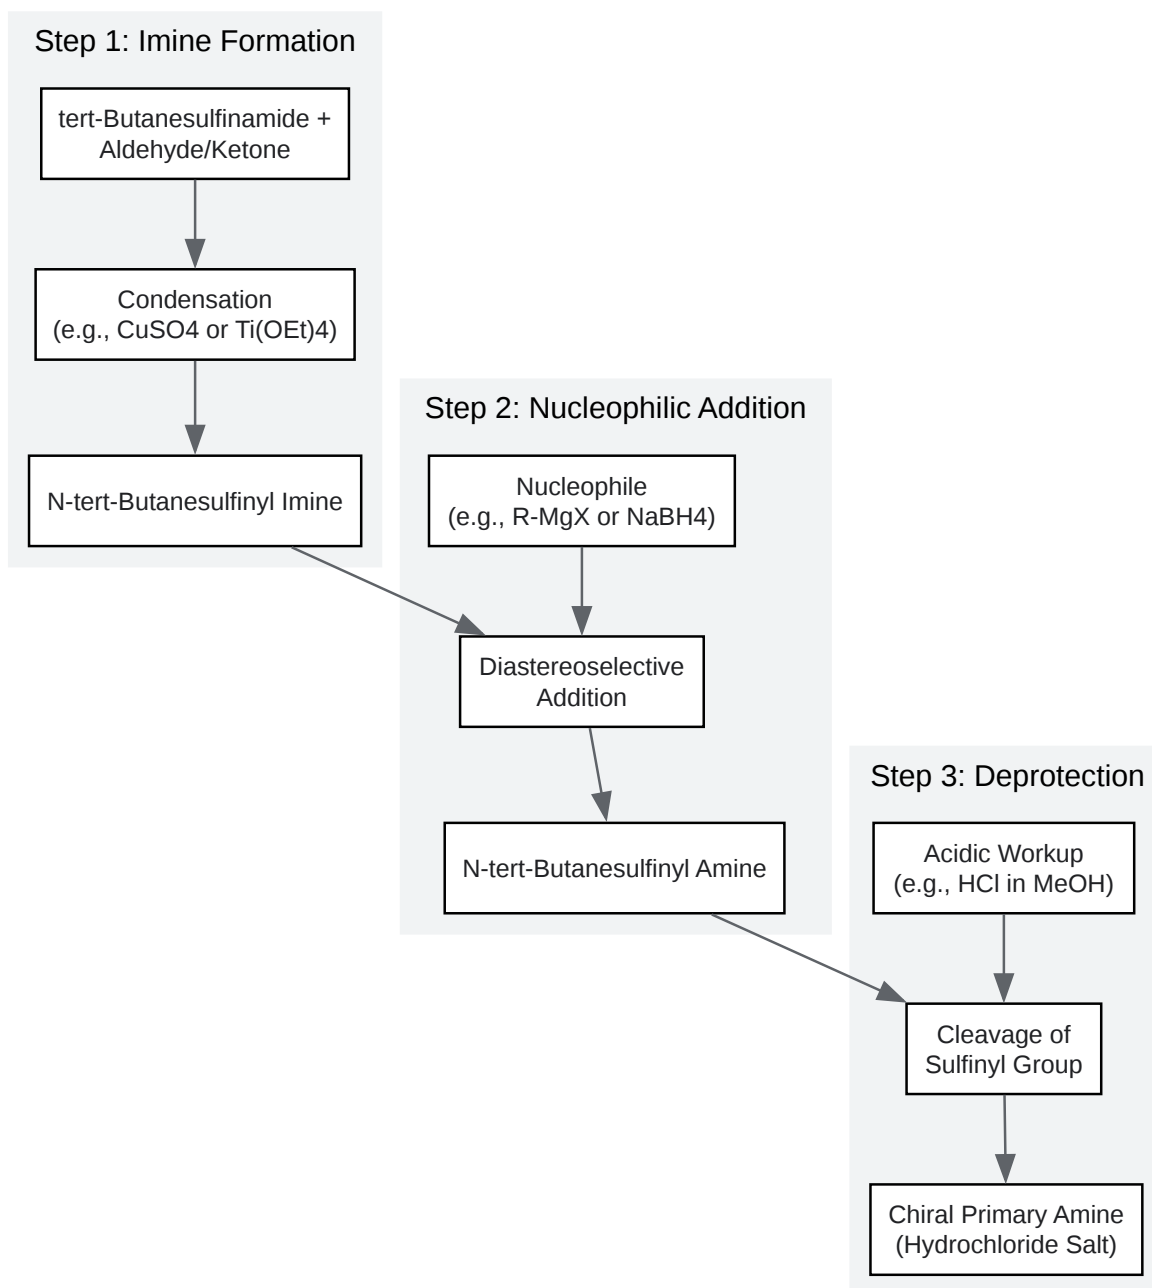 Step 1: Imine Formation
tert-Butanesulfinamide +
Aldehyde/Ketone
Condensation
(e.g., CuSO4 or Ti(OEt)4)
N-tert-Butanesulfinyl Imine
Step 2: Nucleophilic Addition
Nucleophile
(e.g., R-MgX or NaBH4)
Diastereoselective
Addition
N-tert-Butanesulfinyl Amine
Step 3: Deprotection
Acidic Workup
(e.g., HCl in MeOH)
Cleavage of
Sulfinyl Group
Chiral Primary Amine
(Hydrochloride Salt)